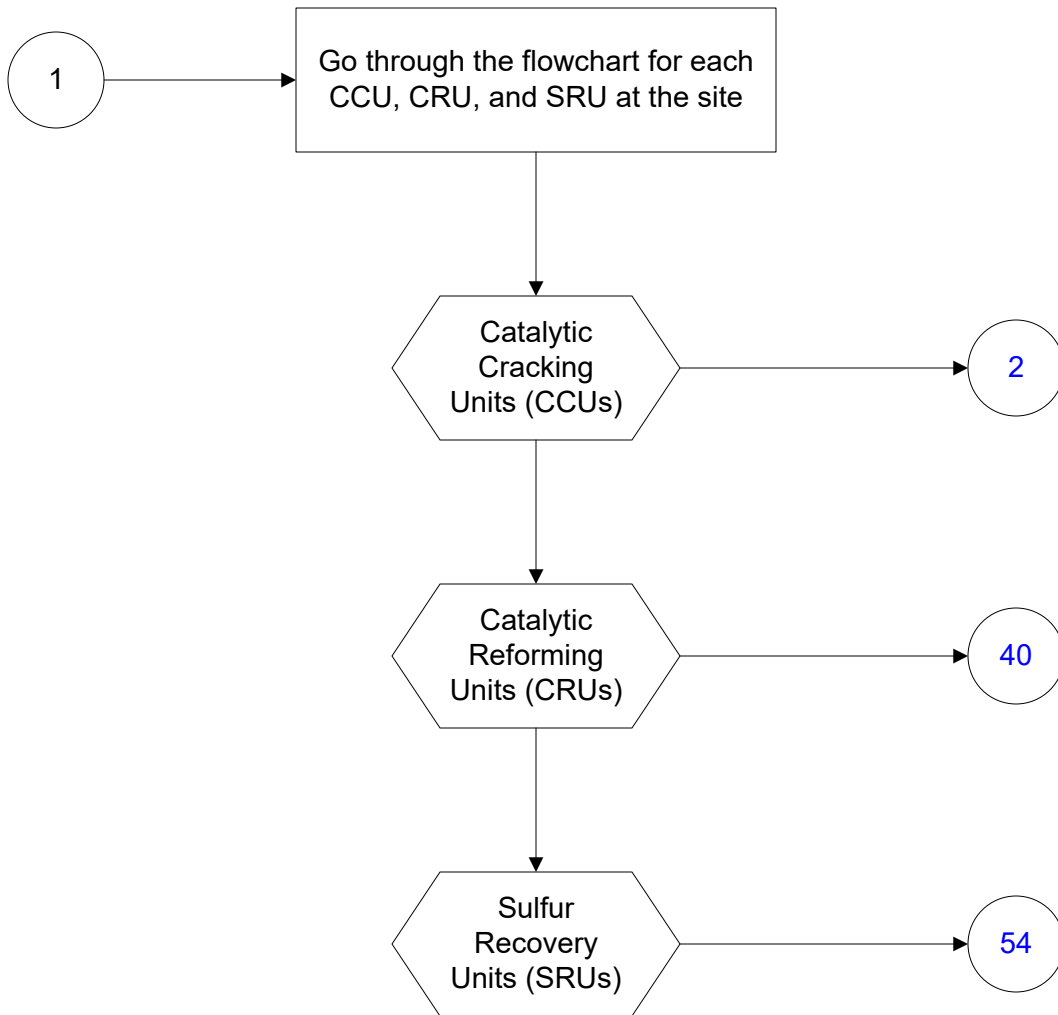 1
Go through the flowchart for each
CCU, CRU, and SRU at the site
Catalytic
Cracking
Units (CCUs)
2
Catalytic
Reforming
Units (CRUs)
40
Sulfur
Recovery
Units (SRUs)
54